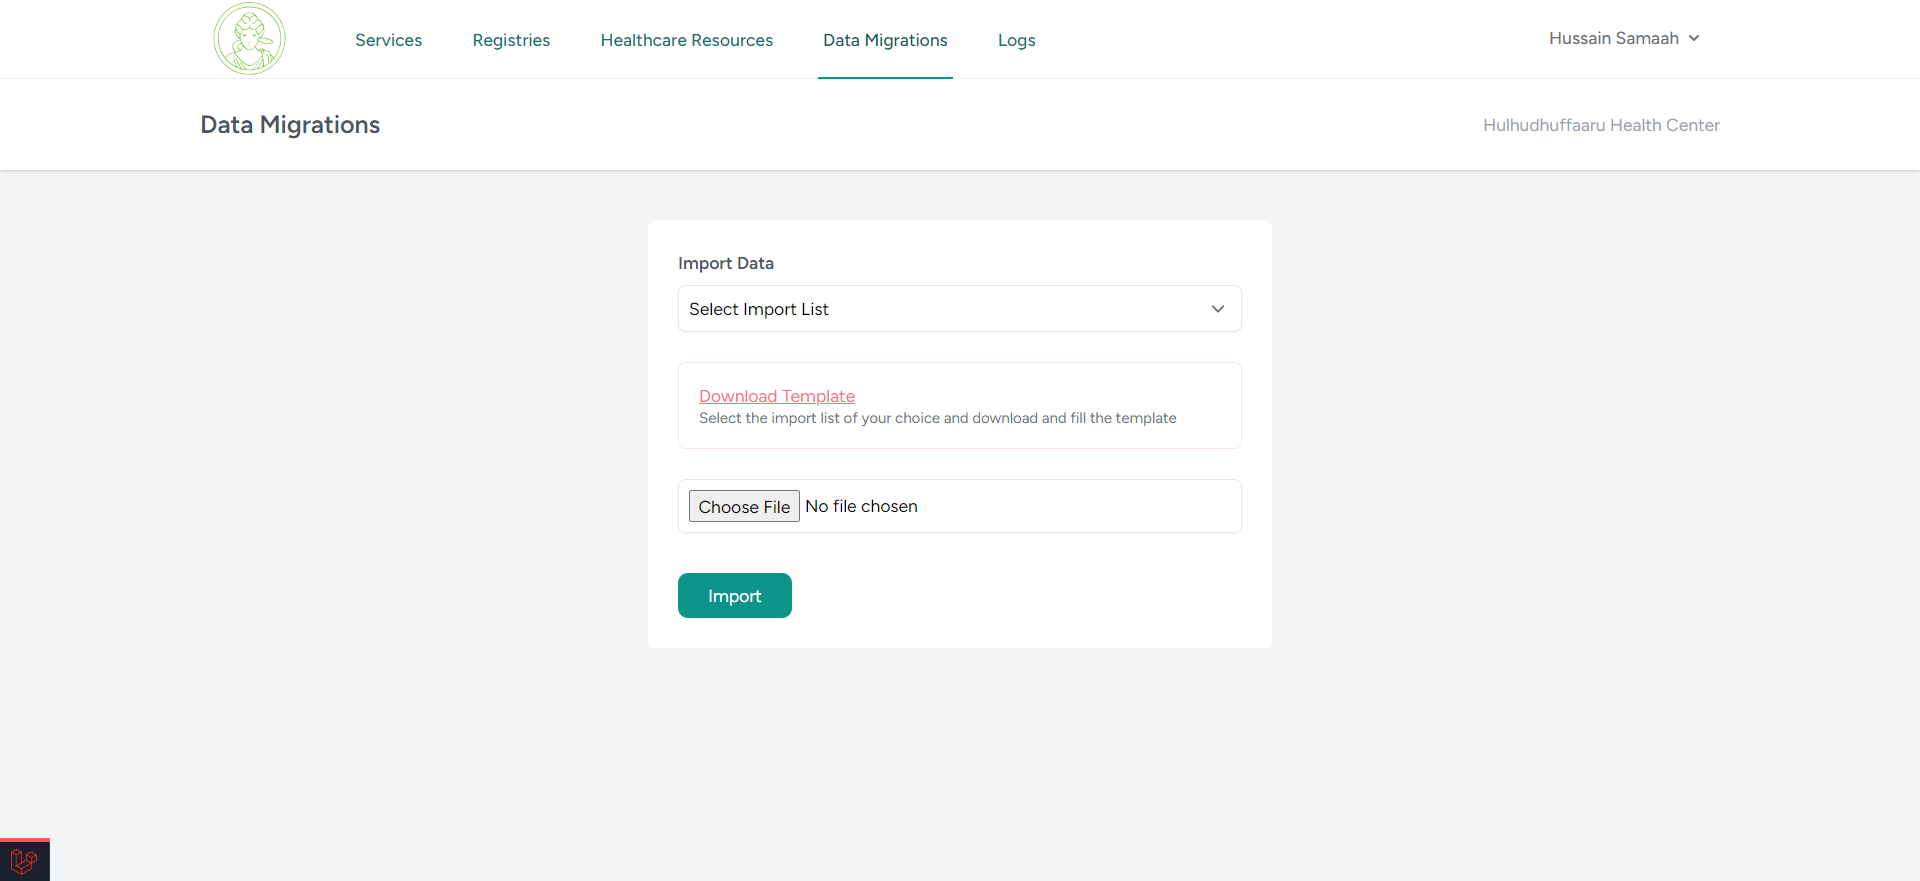 Services
Registries
Healthcare Resources
Data Migrations
Logs
Hussain Samaah
Data Migrations
Hulhudhuffaaru Health Center
Import Data
Select Import List
Download Template
Select the import list of your choice and download and fill the template
Choose File No file chosen
Import